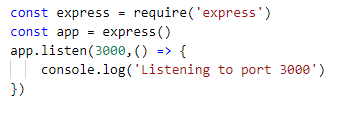 const express = require('express')
const app = express()
app.listen(3000,() => {
    console.log('Listening to port 3000')
})